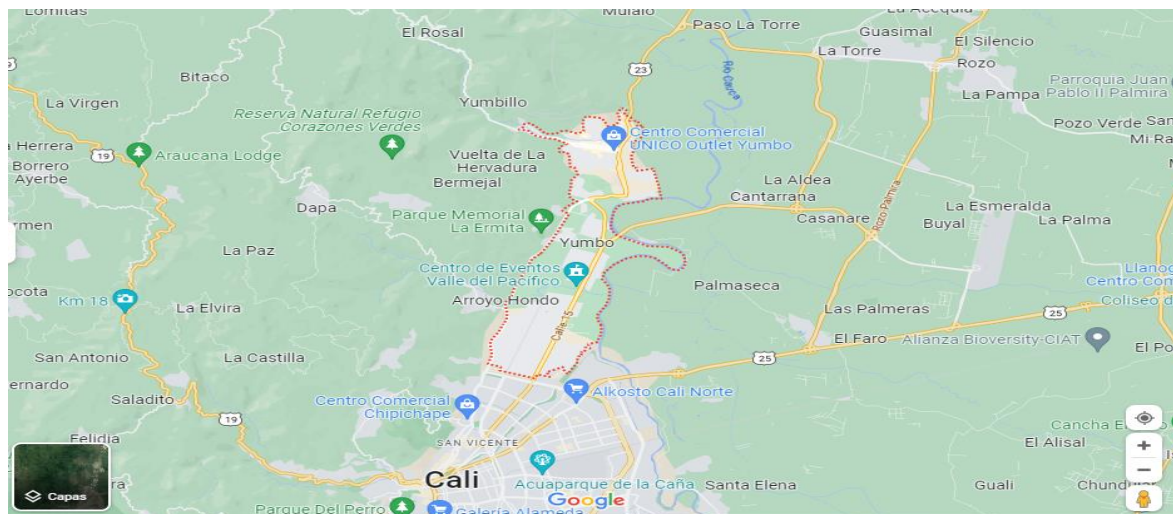 Lomitas
Mulaló
La Acequia
El Rosal
Paso La Torre
Guasimal
La Torre
El Silencio
Rozo
23
Bitaco
La Virgen
Yumbillo
Río Cauca
La Pampa
Parroquia Juan
Pablo II Palmira
Reserva Natural Refugio
Corazones Verdes
Centro Comercial
UNICO Outlet Yumbo
Pozo Verde
a Herrera
19
Araucana Lodge
Borrero
Ayerbe
Vuelta de La
Hervadura
Bermejal
La Aldea
Cantarrana
Dapa
Parque Memorial
La Ermita
Casanare
Rozo Palmira
La Esmeralda
Buyal
La Palma
Yumbo
La Paz
Centro de Eventos
Valle del Pacífico
Palmaseca
Arroyo Hondo
Km 18
La Elvira
Las Palmeras
25
Coliseo d
Calle 15
El Faro
Alianza Bioversity-CIAT
San Antonio
La Castilla
25
Saladito
Centro Comercial
Chipichape
Alkosto Cali Norte
19
Felidia
SAN VICENTE
El Alisal
Cali
Acuaparque de la Caña
Santa Elena
Guali
Capas
Google
Parque Del Perro
Galería Alameda